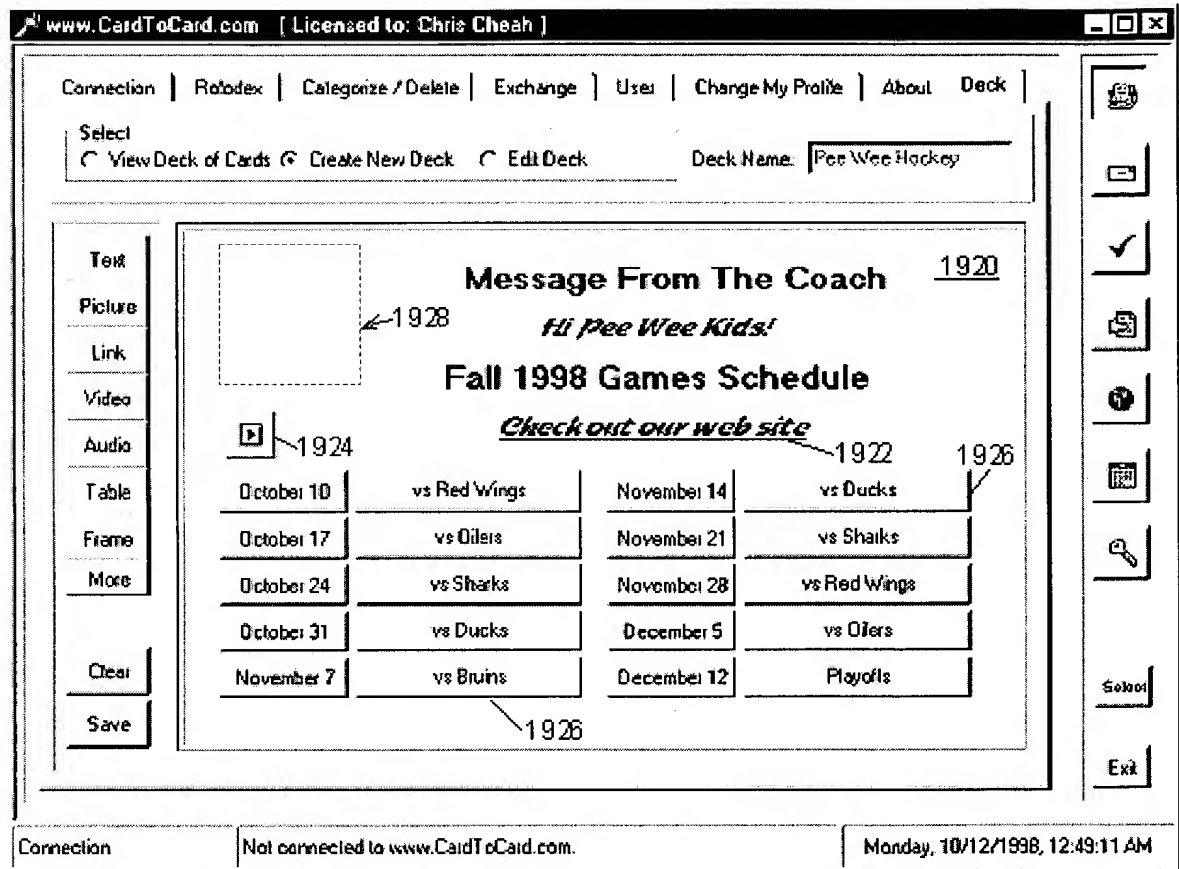 www.CardToCard.com [ Licensed to: Chris Cheah ]
Connection | Rolodex | Categorize / Delete | Exchange | User | Change My Profile | About Deck
Select
View Deck of Cards Create New Deck Edit Deck Deck Name: Pee Wee Hockey
Text
Picture
Link
Video
Audio
Table
Frame
More
Clear
Save
Message From The Coach 1920
Hi Pee Wee Kids!
1928
Fall 1998 Games Schedule
Check out our web site
1924
1922
1926
October 10 vs Red Wings November 14 vs Ducks
October 17 vs Oilers November 21 vs Sharks
October 24 vs Sharks November 28 vs Red Wings
October 31 vs Ducks December 5 vs Oilers
November 7 vs Bruins December 12 Playoffs
1926
Select
Exit
Connection Not connected to www.CardToCard.com. Monday, 10/12/1998, 12:49:11 AM